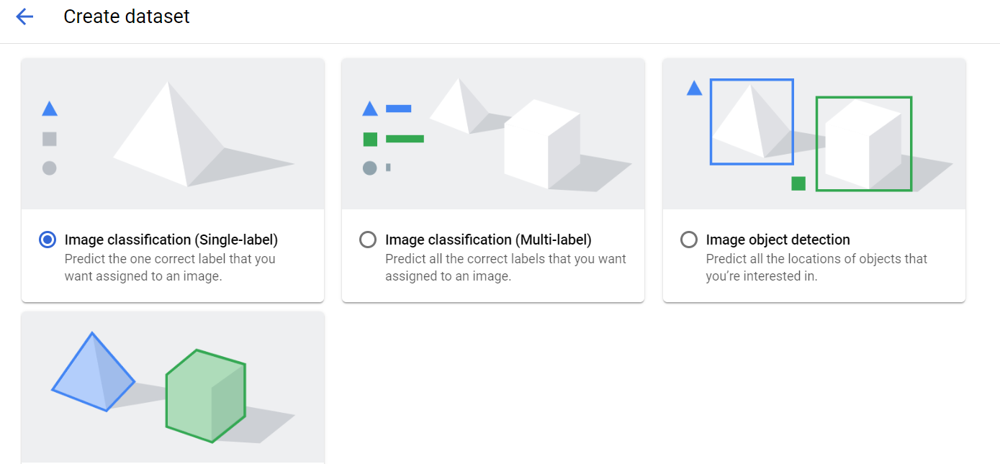 Create dataset
Image classification (Single-label)
Predict the one correct label that you
want assigned to an image.
Image classification (Multi-label)
Predict all the correct labels that you want
assigned to an image.
Image object detection
Predict all the locations of objects that
you’re interested in.